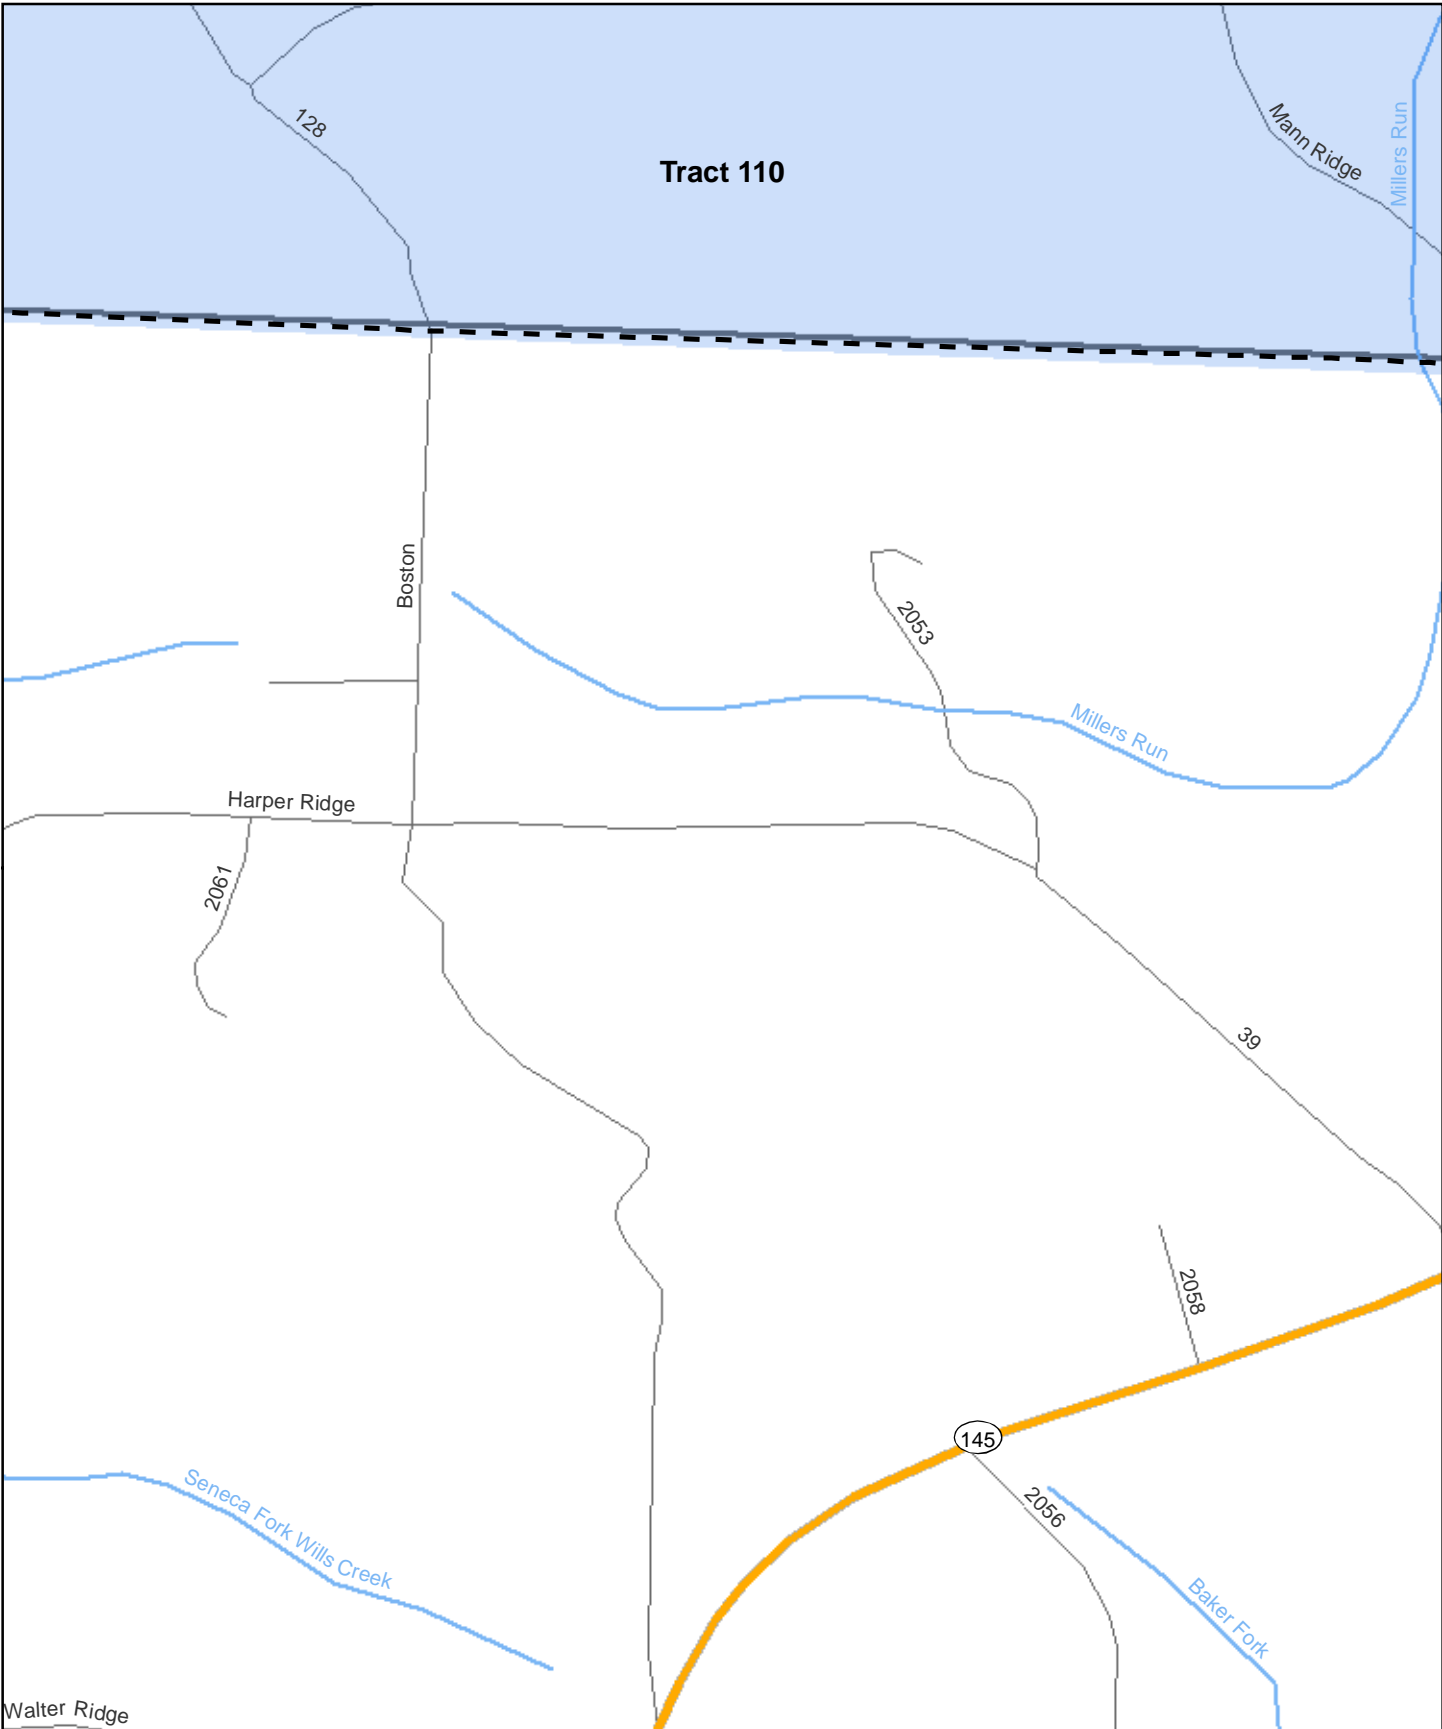 128
Tract 110
Mann Ridge
Millers Run
Boston
2053
Millers Run
Harper Ridge
2061
39
2058
145
Seneca Fork Wills Creek
2056
Baker Fork
Walter Ridge